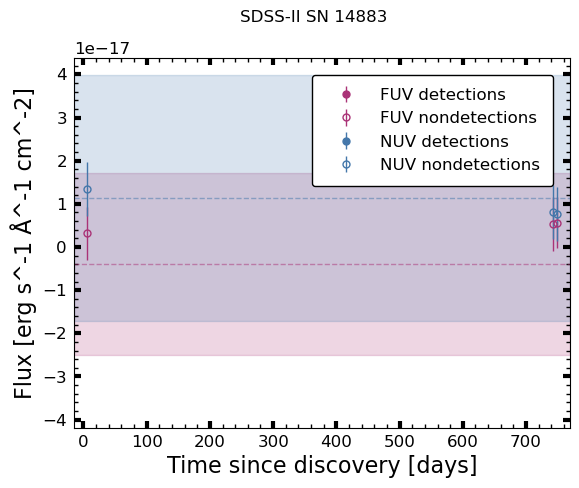 SDSS-II SN 14883
1e−17
FUV detections
FUV nondetections
NUV detections
NUV nondetections
4
3
2
1
0
−1
−2
−3
−4
Flux [erg s^-1 Å^-1 cm^-2]
0 100 200 300 400 500 600 700
Time since discovery [days]